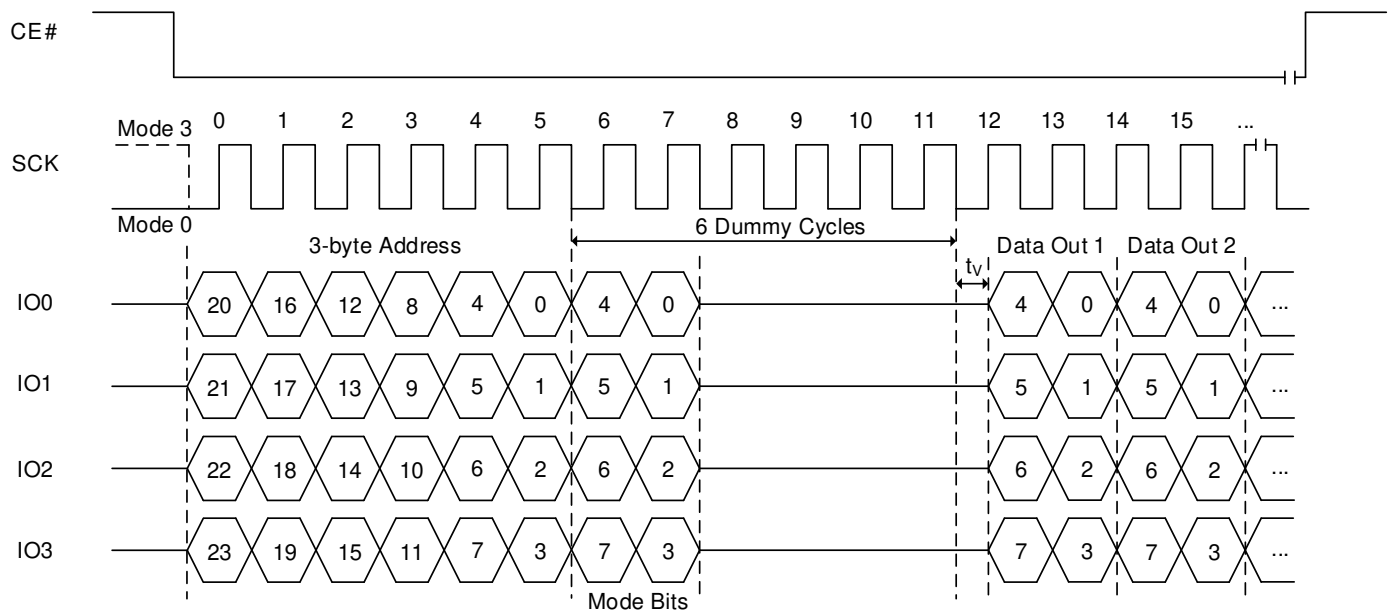 CE#
0 1 2 3 4 5 6 7 8 9 10 11 12 13 14 15 ...
Mode 3
SCK
Mode 0
6 Dummy Cycles
3-byte Address Data Out 1 Data Out 2
tV
IO0 20 16 12 8 4 0 4 0 4 0 4 0 ...
IO1 21 17 13 9 5 1 5 1 5 1 5 1 ...
IO2 22 18 14 10 6 2 6 2 6 2 6 2 ...
IO3 23 19 15 11 7 3 7 3 7 3 7 3 ...
Mode Bits